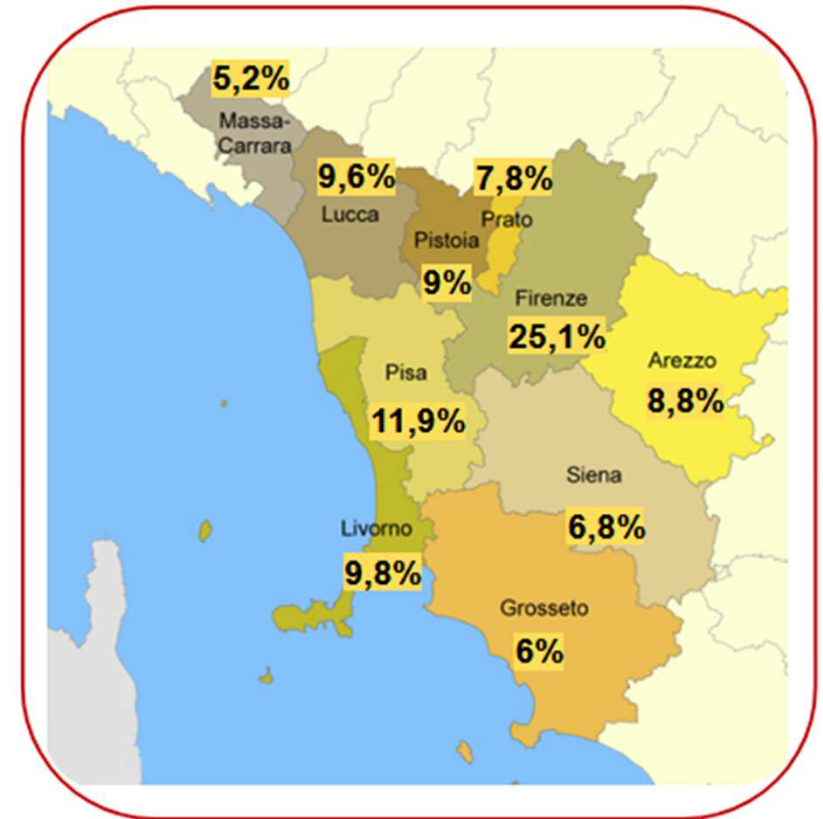 5,2%
Massa-
Carrara
9,6%
Lucca
7,8%
Prato
Pistoia
9%
Firenze
25,1%
Arezzo
8,8%
Pisa
11,9%
Siena
6,8%
Livorno
9,8%
Grosseto
6%